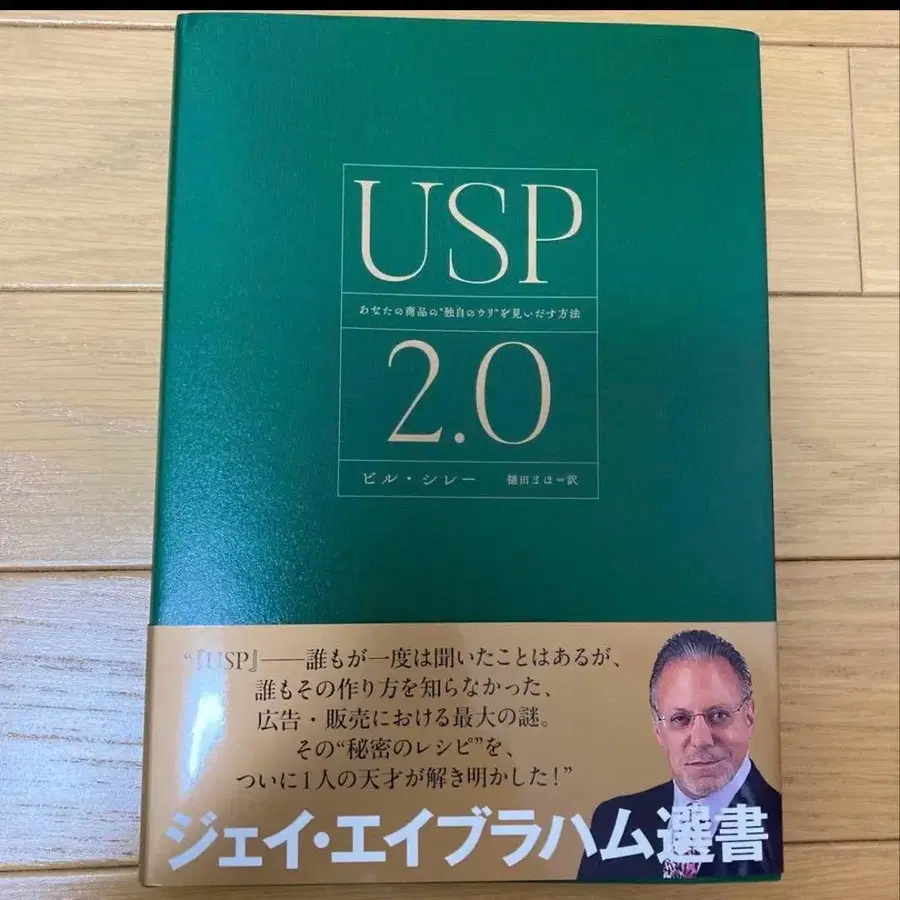 USP
あなたの商品の“独自のウリ”を見いだす方法
2.0
ビル・シレー 樋田まほ=訳
“『USP』——誰もが一度は聞いたことはあるが、
誰もその作り方を知らなかった、
広告・販売における最大の謎。
その“秘密のレシピ”を、
ついに1人の天才が解き明かした!”
ジェイ・エイブラハム選書